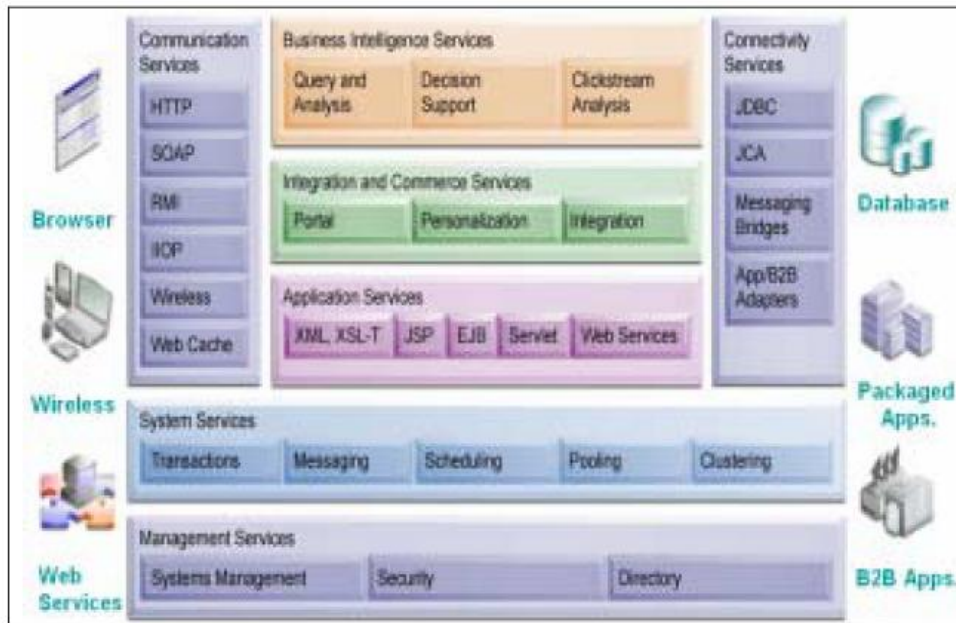 Communication
Services
HTTP
SOAP
RMI
IIOP
Wireless
Web Cache
Business Intelligence Services
Query and
Analysis
Decision
Support
Clickstream
Analysis
Integration and Commerce Services
Portal
Personalization
Integration
Application Services
XML, XSL-T
JSP
EJB
Servlet
Web Services
Connectivity
Services
JDBC
JCA
Messaging
Bridges
App/B2B
Adapters
System Services
Transactions
Messaging
Scheduling
Pooling
Clustering
Management Services
Systems Management
Security
Directory
Browser
Wireless
Web
Services
Database
Packaged
Apps.
B2B Apps.